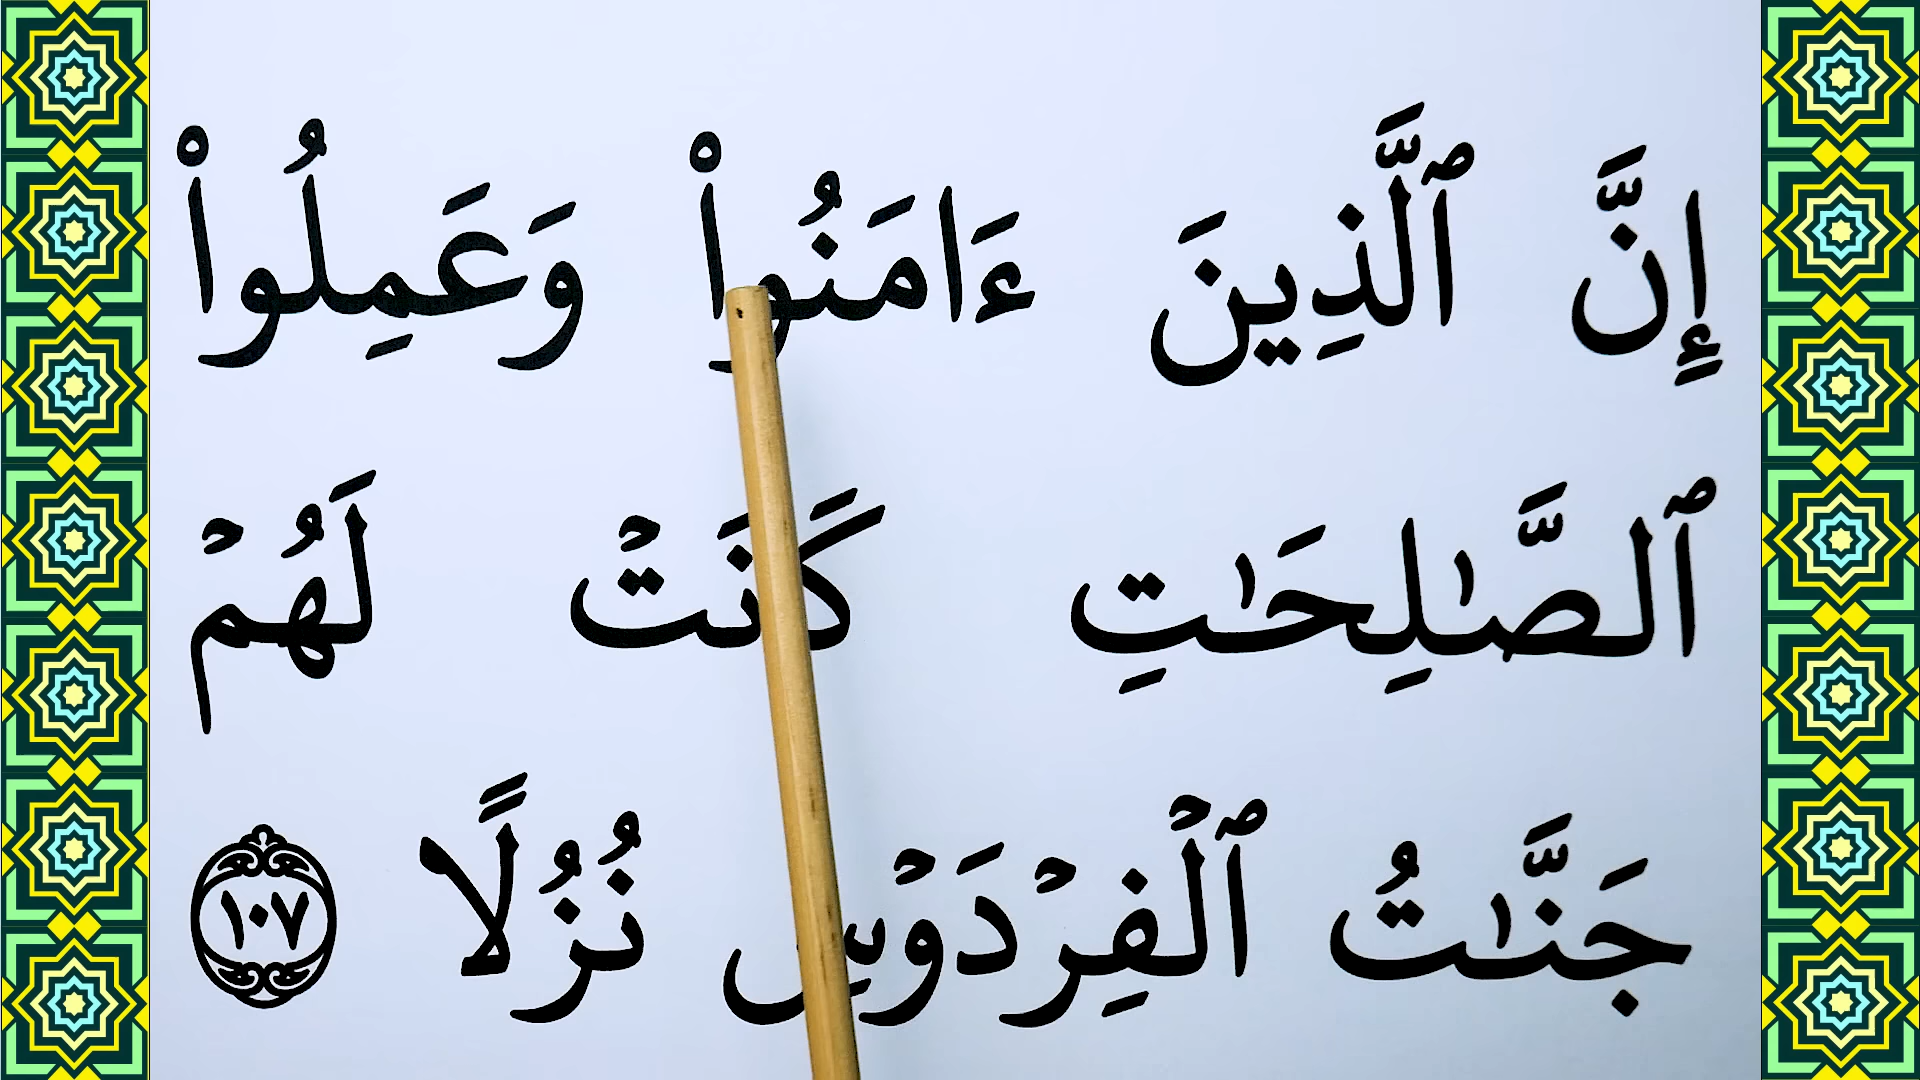 إِنَّ ٱلَّذِينَ ءَامَنُوا۟ وَعَمِلُوا۟
ٱلصَّـٰلِحَـٰتِ كَانَتْ لَهُمْ
جَنَّـٰتُ ٱلْفِرْدَوْسِ نُزُلًا ١٠٧